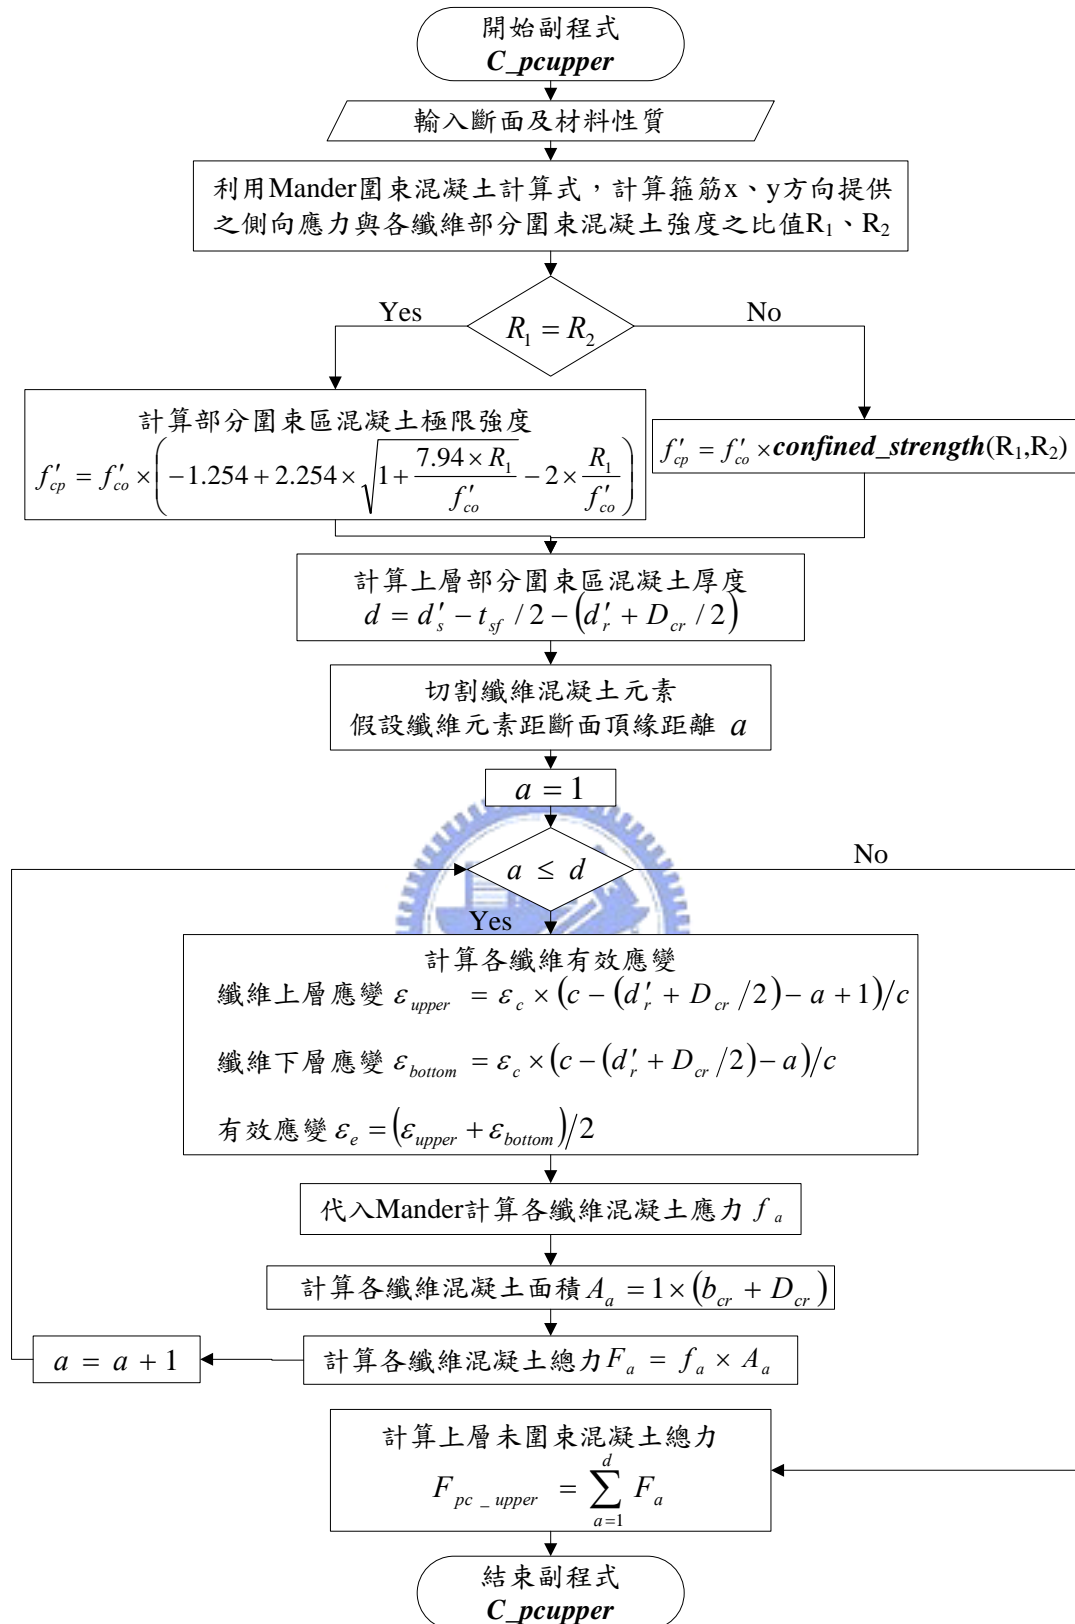 開始副程式
C_pcupper
輸入斷面及材料性質
利用Mander圍束混凝土計算式，計算箍筋x、y方向提供
之側向應力與各纖維部分圍束混凝土強度之比值R₁、R₂
Yes
No
R₁ = R₂
計算部分圍束區混凝土極限強度
f′cp = f′co × (−1.254 + 2.254 × √(1 + (7.94 × R₁)/f′co) − 2 × R₁/f′co)
f′cp = f′co × confined_strength(R₁,R₂)
計算上層部分圍束區混凝土厚度
d = d′s − tsf / 2 − (d′r + Dcr / 2)
切割纖維混凝土元素
假設纖維元素距斷面頂緣距離 a
a = 1
a ≤ d
No
Yes
計算各纖維有效應變
纖維上層應變 εupper = εc × (c − (d′r + Dcr /2) − a + 1)/c
纖維下層應變 εbottom = εc × (c − (d′r + Dcr /2) − a)/c
有效應變 εe = (εupper + εbottom)/2
代入Mander計算各纖維混凝土應力 fa
計算各纖維混凝土面積 Aa = 1 × (bcr + Dcr)
a = a + 1
計算各纖維混凝土總力 Fa = fa × Aa
計算上層未圍束混凝土總力
Fpc_upper = Σ(a=1→d) Fa
結束副程式
C_pcupper